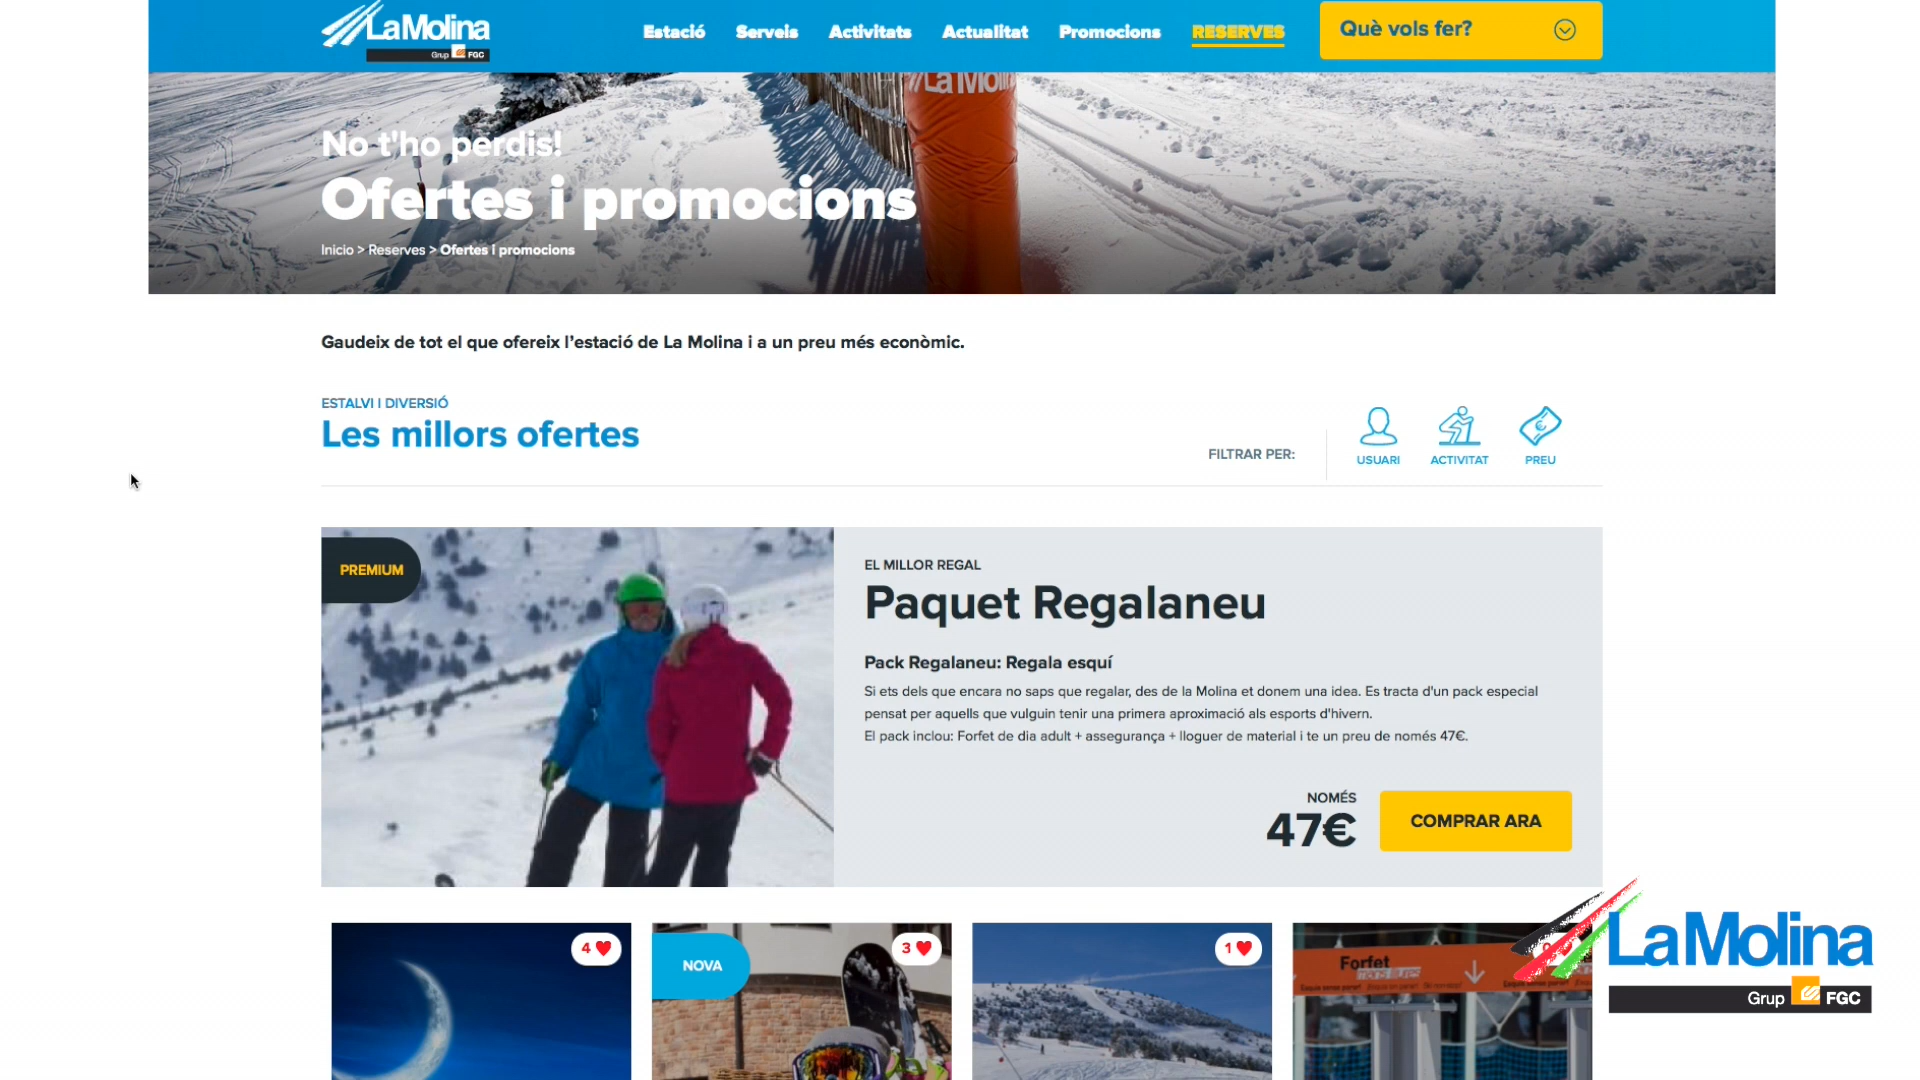 LaMolina
Grup FGC
Estació Serveis Activitats Actualitat Promocions RESERVES
Què vols fer?
No t'ho perdis!
Ofertes i promocions
Inicio > Reserves > Ofertes i promocions
Gaudeix de tot el que ofereix l'estació de La Molina i a un preu més econòmic.
ESTALVI I DIVERSIÓ
Les millors ofertes
FILTRAR PER:
USUARI ACTIVITAT PREU
PREMIUM
EL MILLOR REGAL
Paquet Regalaneu
Pack Regalaneu: Regala esquí
Si ets dels que encara no saps que regalar, des de la Molina et donem una idea. Es tracta d'un pack especial
pensat per aquells que vulguin tenir una primera aproximació als esports d'hivern.
El pack inclou: Forfet de dia adult + assegurança + lloguer de material i te un preu de només 47€.
NOMÉS
47€
COMPRAR ARA
4
NOVA
3
1
Forfet
mans lliures
LaMolina
Grup FGC